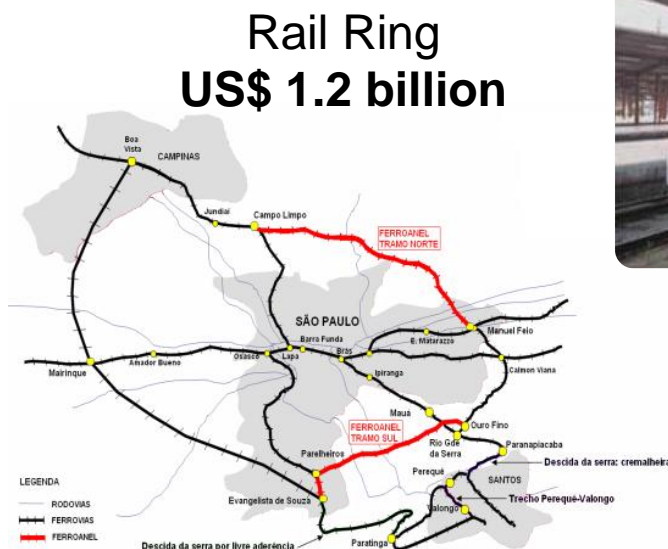 Rail Ring
US$ 1.2 billion
Boa
Vista
CAMPINAS
Jundiaí
Campo Limpo
FERROANEL
TRAMO NORTE
SÃO PAULO
Manuel Feio
Barra Funda
E. Matarazzo
Osasco
Lapa
Brás
Mairinque
Amador Bueno
Calmon Viana
Ipiranga
Mauá
FERROANEL
TRAMO SUL
Ouro Fino
Rio Gde
da Serra
Paranapiacaba
Parelheiros
Descida da serra: cremalheira
Perequê
SANTOS
LEGENDA
Evangelista de Souza
Trecho Perequê-Valongo
Valongo
RODOVIAS
FERROVIAS
FERROANEL
Descida da serra por livre aderência
Paratinga